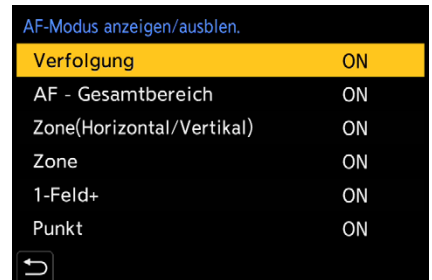 AF-Modus anzeigen/ausblen.
Verfolgung ON
AF - Gesamtbereich ON
Zone(Horizontal/Vertikal) ON
Zone ON
1-Feld+ ON
Punkt ON